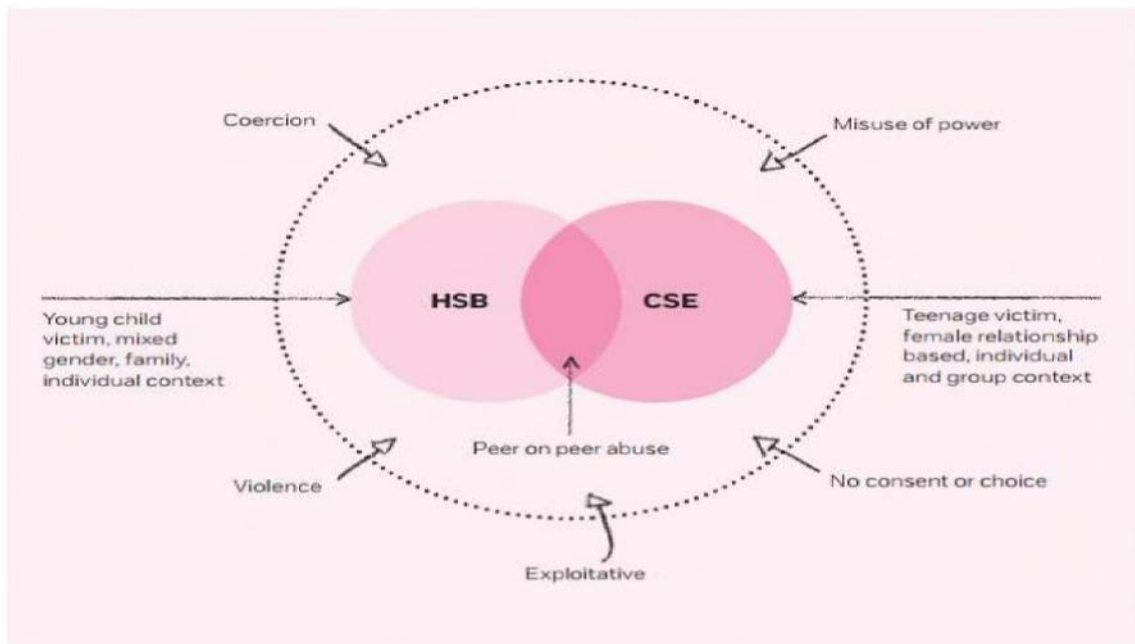 Coercion
Misuse of power
HSB
CSE
Young child
victim, mixed
gender, family,
individual context
Teenage victim,
female relationship
based, individual
and group context
Peer on peer abuse
Violence
No consent or choice
Exploitative